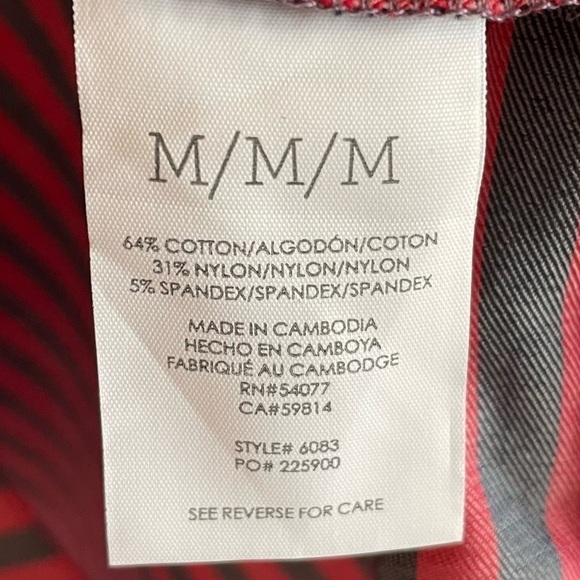 M/M/M
64% COTTON/ALGODÓN/COTON
31% NYLON/NYLON/NYLON
5% SPANDEX/SPANDEX/SPANDEX
MADE IN CAMBODIA
HECHO EN CAMBOYA
FABRIQUÉ AU CAMBODGE
RN#54077
CA#59814
STYLE# 6083
PO# 225900
SEE REVERSE FOR CARE